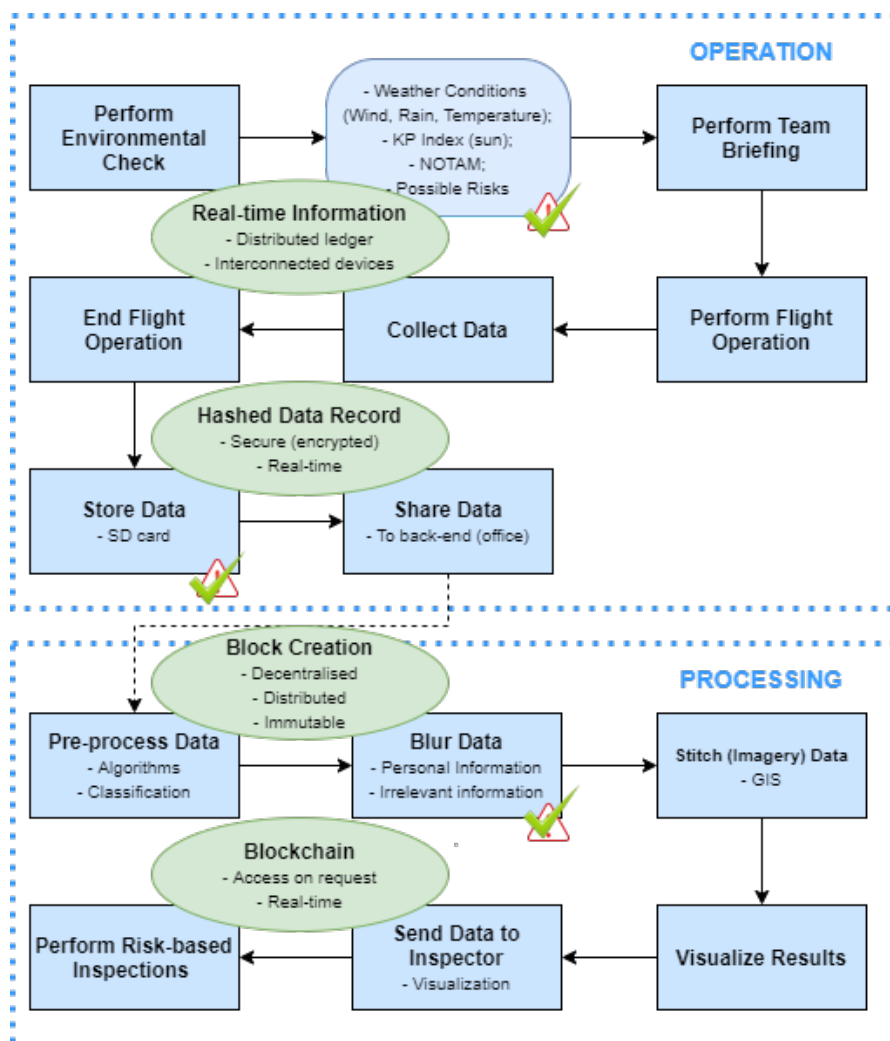 OPERATION
Perform
Environmental
Check
- Weather Conditions
(Wind, Rain, Temperature);
- KP Index (sun);
- NOTAM;
- Possible Risks
Perform Team
Briefing
Real-time Information
- Distributed ledger
- Interconnected devices
End Flight
Operation
Collect Data
Perform Flight
Operation
Hashed Data Record
- Secure (encrypted)
- Real-time
Store Data
- SD card
Share Data
- To back-end (office)
Block Creation
- Decentralised
- Distributed
- Immutable
PROCESSING
Pre-process Data
- Algorithms
- Classification
Blur Data
- Personal Information
- Irrelevant information
Stitch (Imagery) Data
- GIS
Blockchain
- Access on request
- Real-time
Perform Risk-based
Inspections
Send Data to
Inspector
- Visualization
Visualize Results